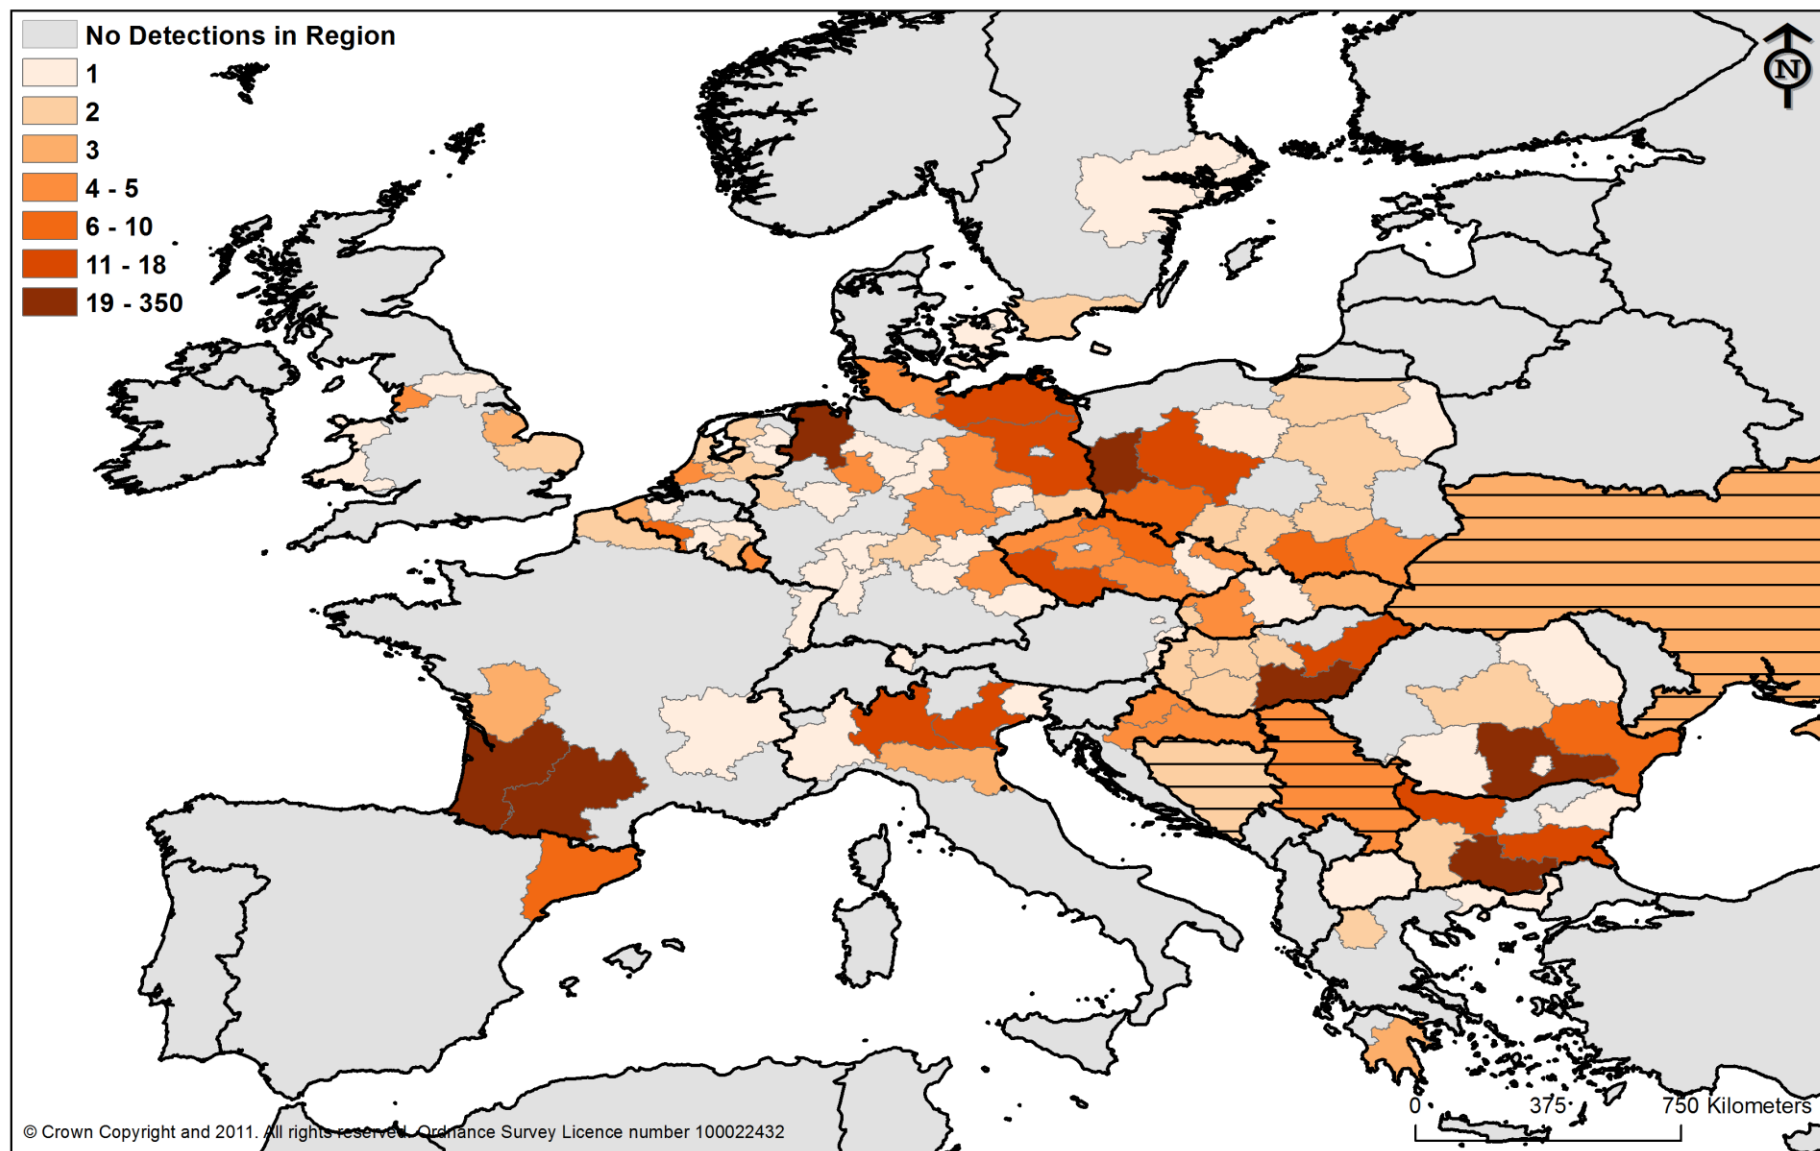 No Detections in Region
1
2
3
4 - 5
6 - 10
11 - 18
19 - 350
N
0 375 750 Kilometers
© Crown Copyright and 2011. All rights reserved. Ordnance Survey Licence number 100022432